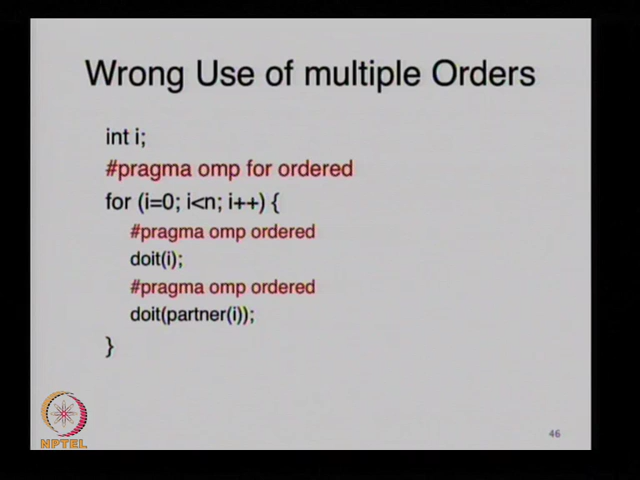 Wrong Use of multiple Orders
int i;
#pragma omp for ordered
for (i=0; i<n; i++) {
#pragma omp ordered
doit(i);
#pragma omp ordered
doit(partner(i));
}
NPTEL
46